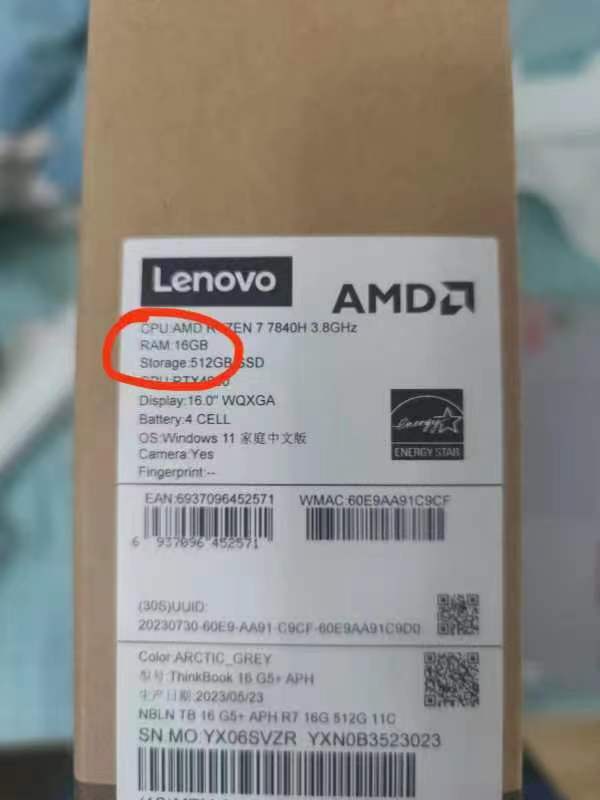 Lenovo
AMD
CPU:AMD RYZEN 7 7840H 3.8GHz
RAM:16GB
Storage:512GB SSD
Display:16.0" WQXGA
Battery:4 CELL
OS:Windows 11 家庭中文版
Camera:Yes
Fingerprint:--
energy
ENERGY STAR
EAN:6937096452571
WMAC:60E9AA91C9CF
6 937096 452571
(30S)UUID:
20230730-60E9-AA91-C9CF-60E9AA91C9D0
Color:ARCTIC_GREY
型号:ThinkBook 16 G5+ APH
生产日期:2023/05/23
NBLN TB 16 G5+ APH R7 16G 512G 11C
SN MO:YX06SVZR YXN0B3523023